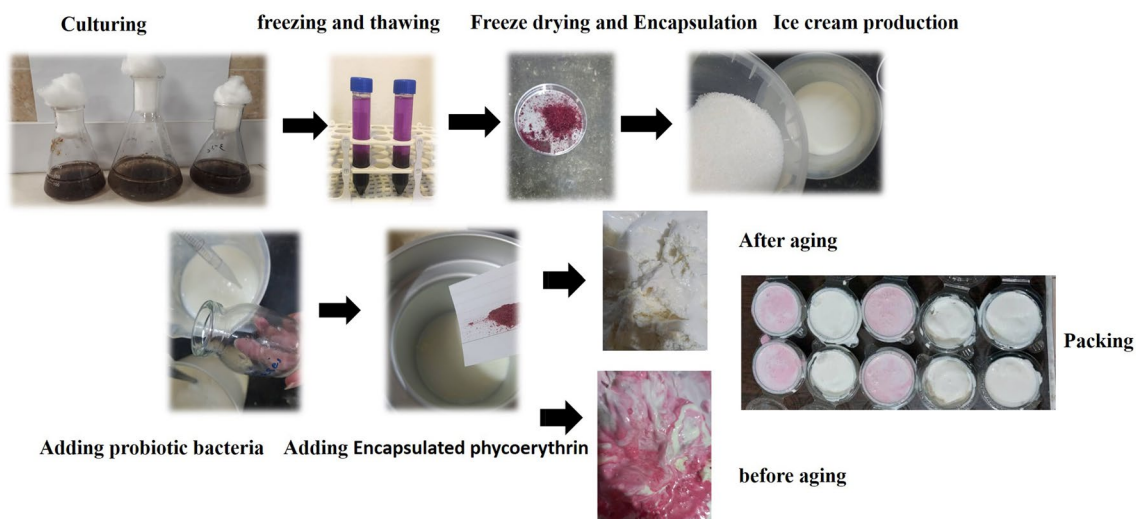 Culturing
freezing and thawing
Freeze drying and Encapsulation
Ice cream production
After aging
Packing
Adding probiotic bacteria
Adding Encapsulated phycoerythrin
before aging